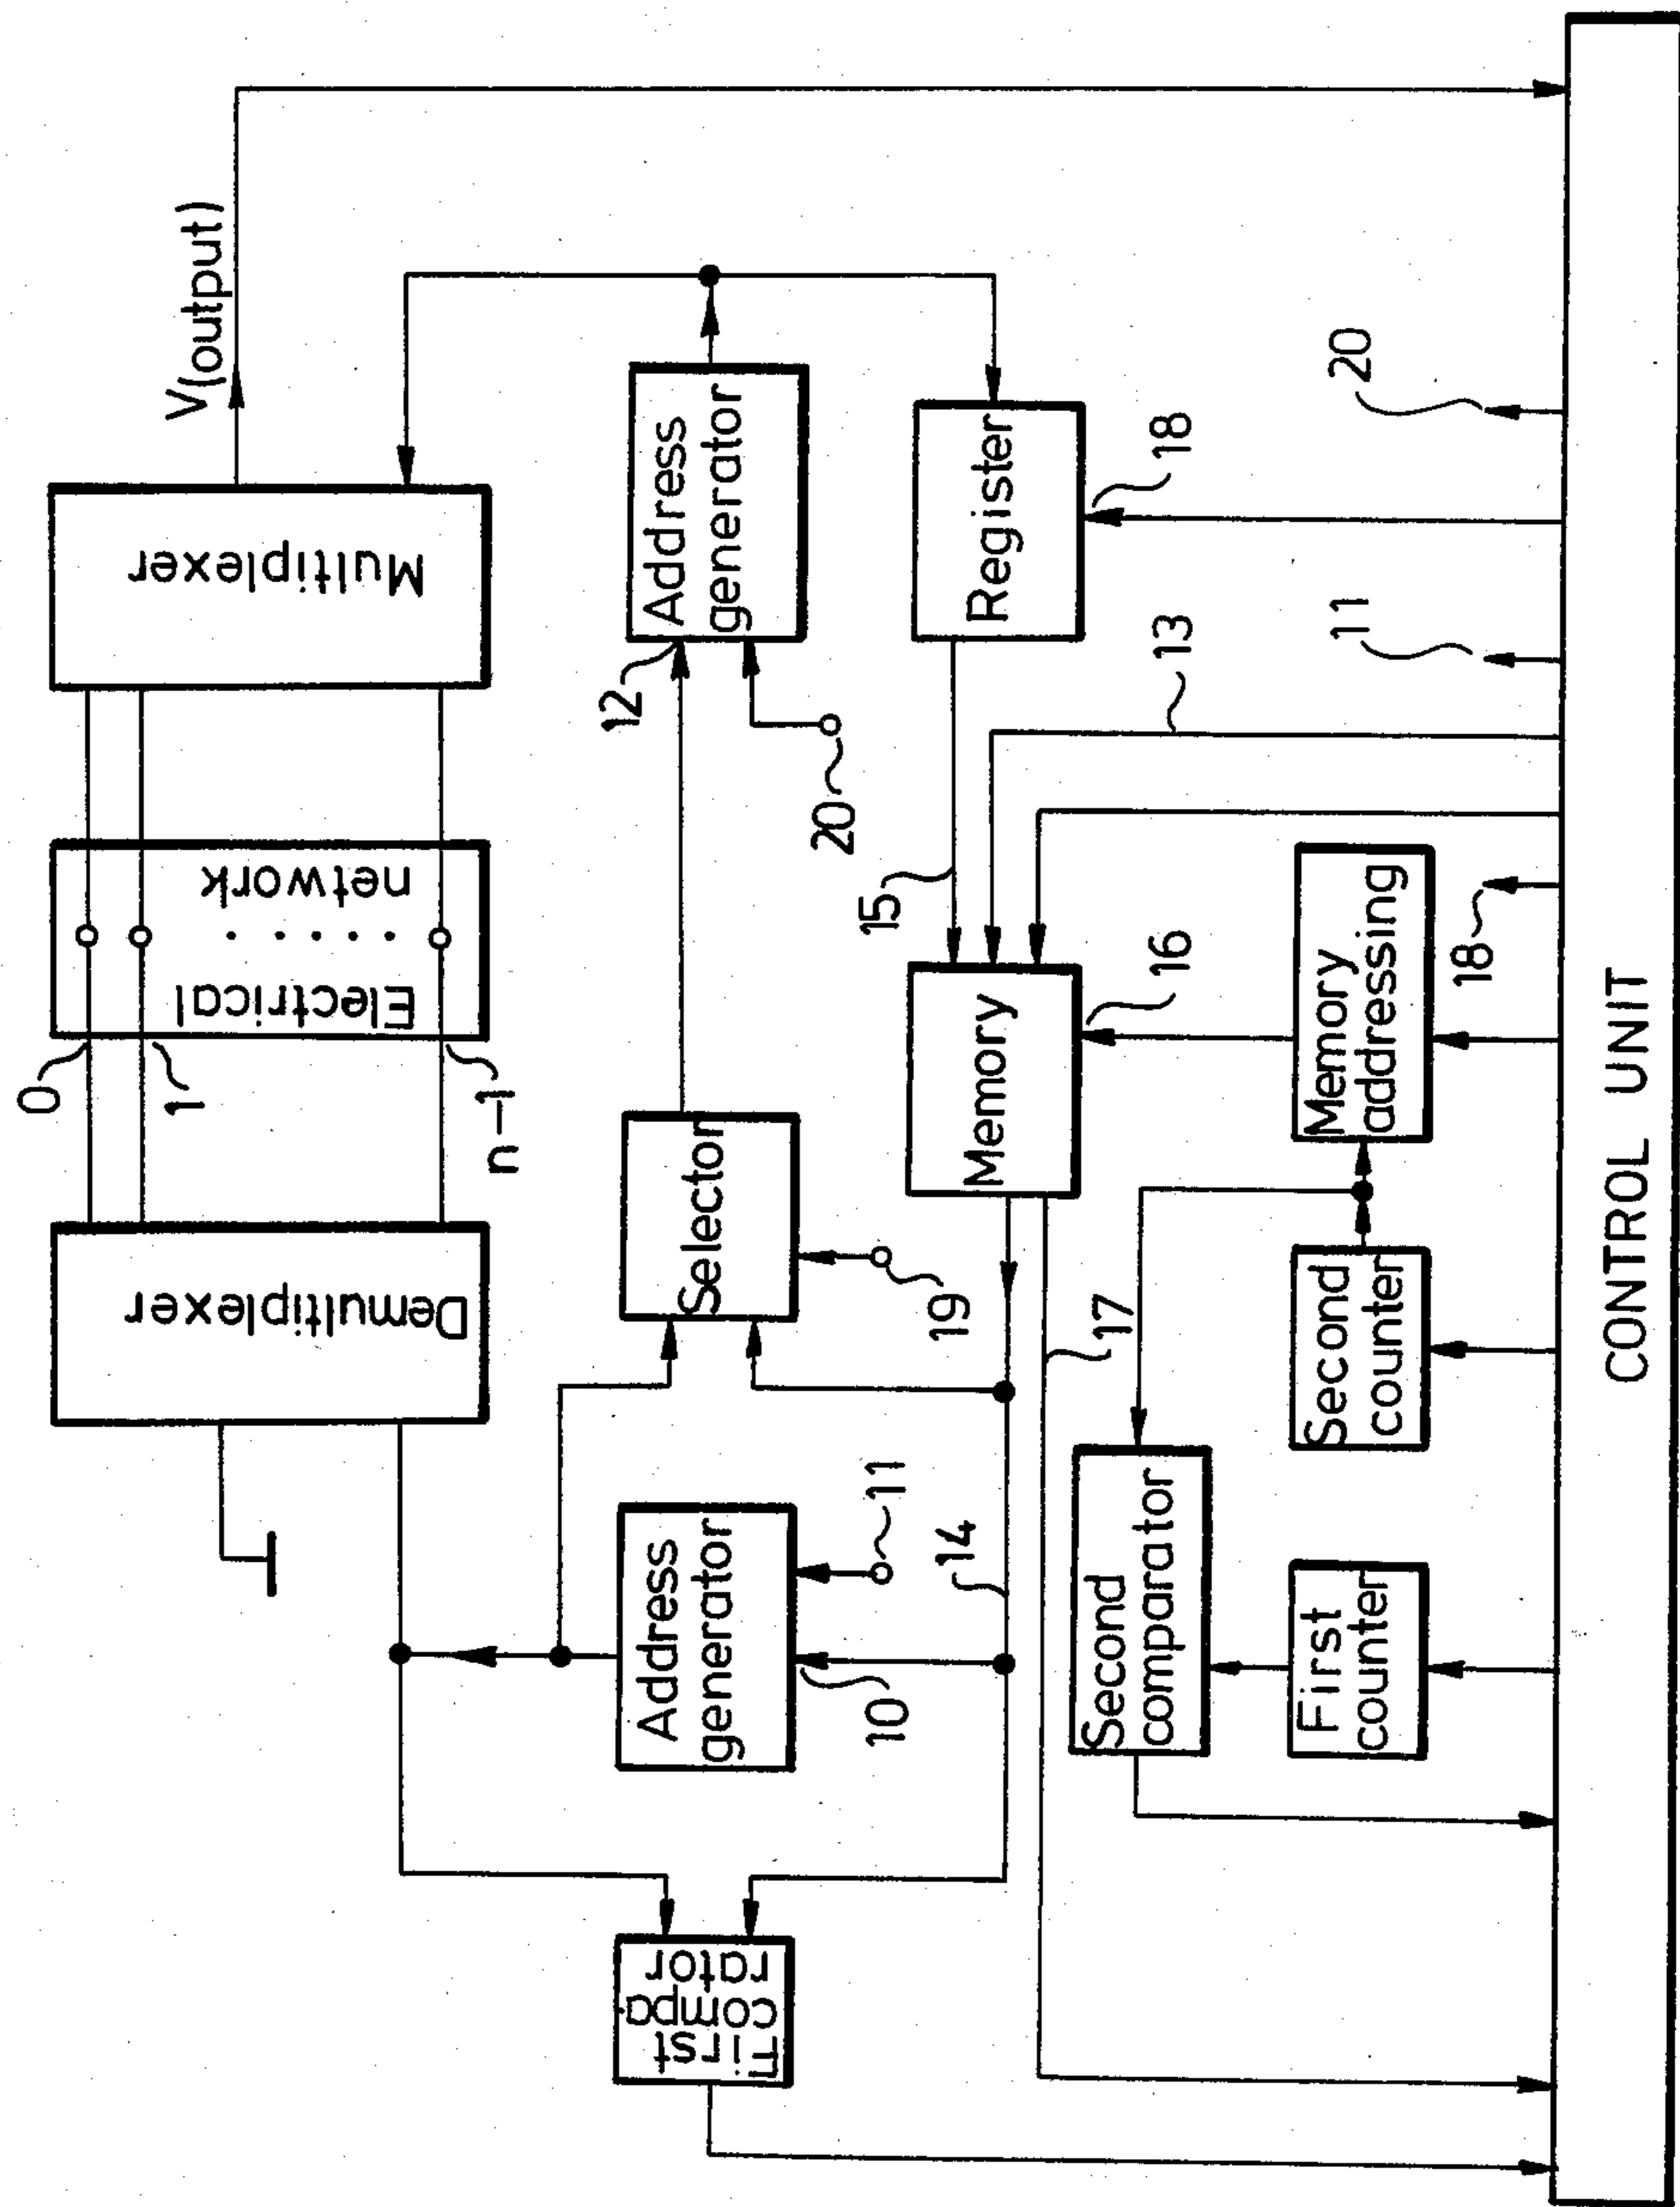 V(output)
Multiplexer
Electrical
network
Demultiplexer
0
1
n-1
12
Address
generator
20
Selector
19
Address
generator
11
10
First
compa
rator
Register
18
15
13
Memory
16
14
17
11
20
18
Memory
addressing
Second
counter
Second
comparator
First
counter
CONTROL UNIT